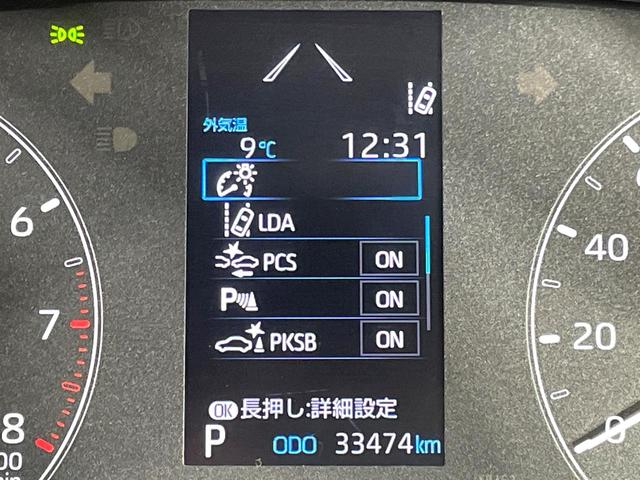 外気温
9℃ 12:31
LDA
PCS ON
P ON
PKSB ON
OK 長押し:詳細設定
P ODO 33474km
6
7
8
40
20
0